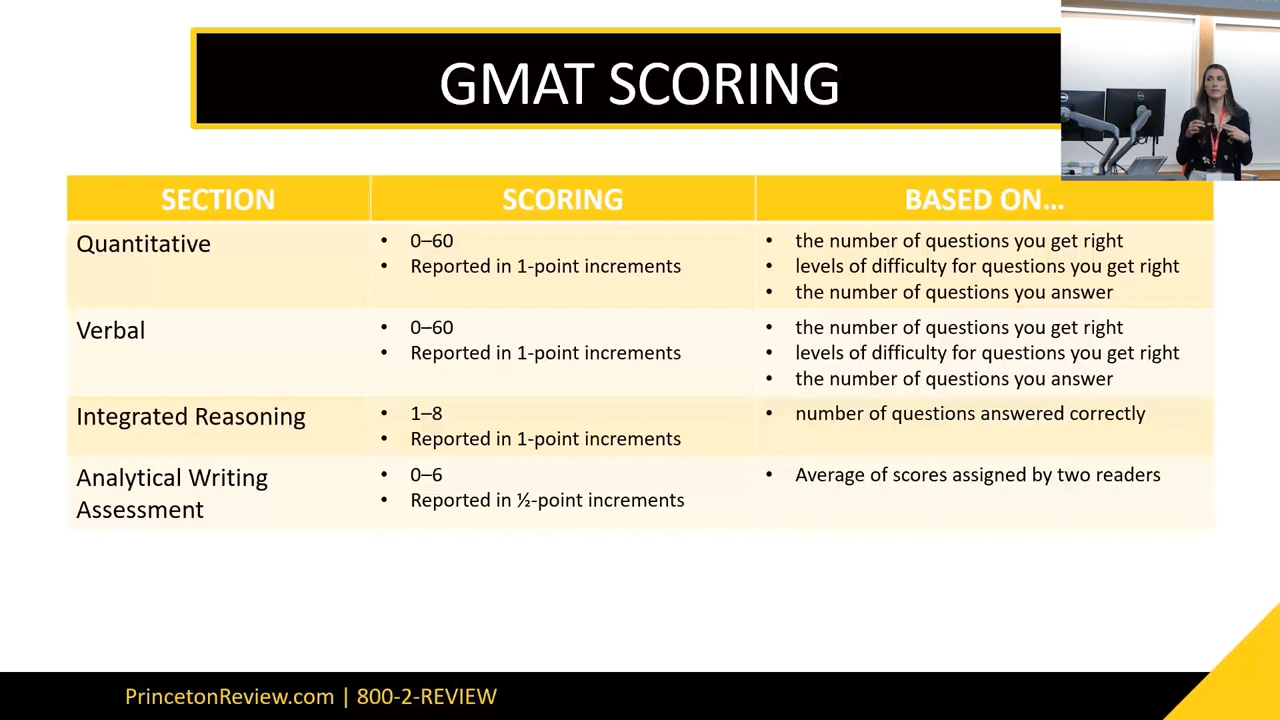 GMAT SCORING
SECTION
SCORING
BASED ON…
Quantitative
• 0–60
• Reported in 1-point increments
• the number of questions you get right
• levels of difficulty for questions you get right
• the number of questions you answer
Verbal
• 0–60
• Reported in 1-point increments
• the number of questions you get right
• levels of difficulty for questions you get right
• the number of questions you answer
Integrated Reasoning
• 1–8
• Reported in 1-point increments
• number of questions answered correctly
Analytical Writing
Assessment
• 0–6
• Reported in ½-point increments
• Average of scores assigned by two readers
PrincetonReview.com | 800-2-REVIEW